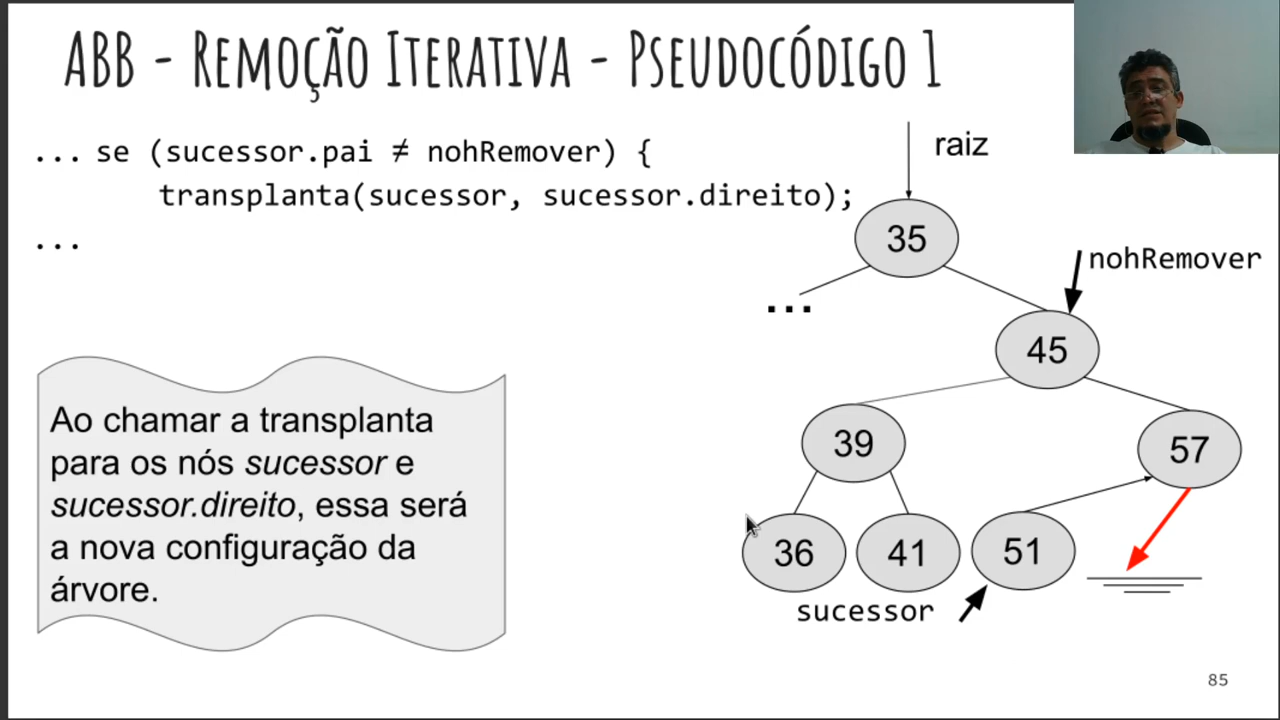 ABB - Remoção Iterativa - Pseudocódigo 1
... se (sucessor.pai ≠ nohRemover) {
transplanta(sucessor, sucessor.direito);
...
raiz
35
nohRemover
...
45
39
57
36
41
51
sucessor
Ao chamar a transplanta
para os nós sucessor e
sucessor.direito, essa será
a nova configuração da
árvore.
85